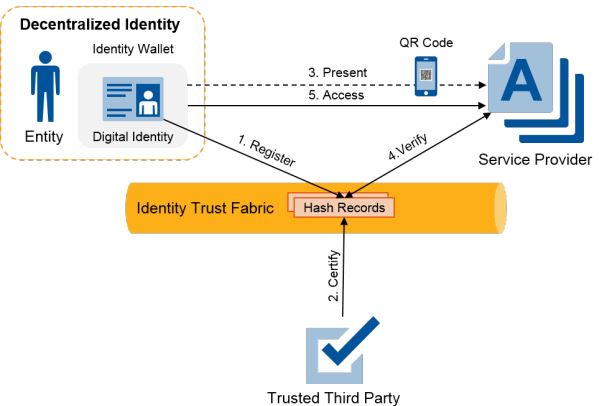 Decentralized Identity
Identity Wallet
Entity
Digital Identity
QR Code
3. Present
5. Access
A
Service Provider
1. Register
4.Verify
Identity Trust Fabric
Hash Records
2. Certify
Trusted Third Party